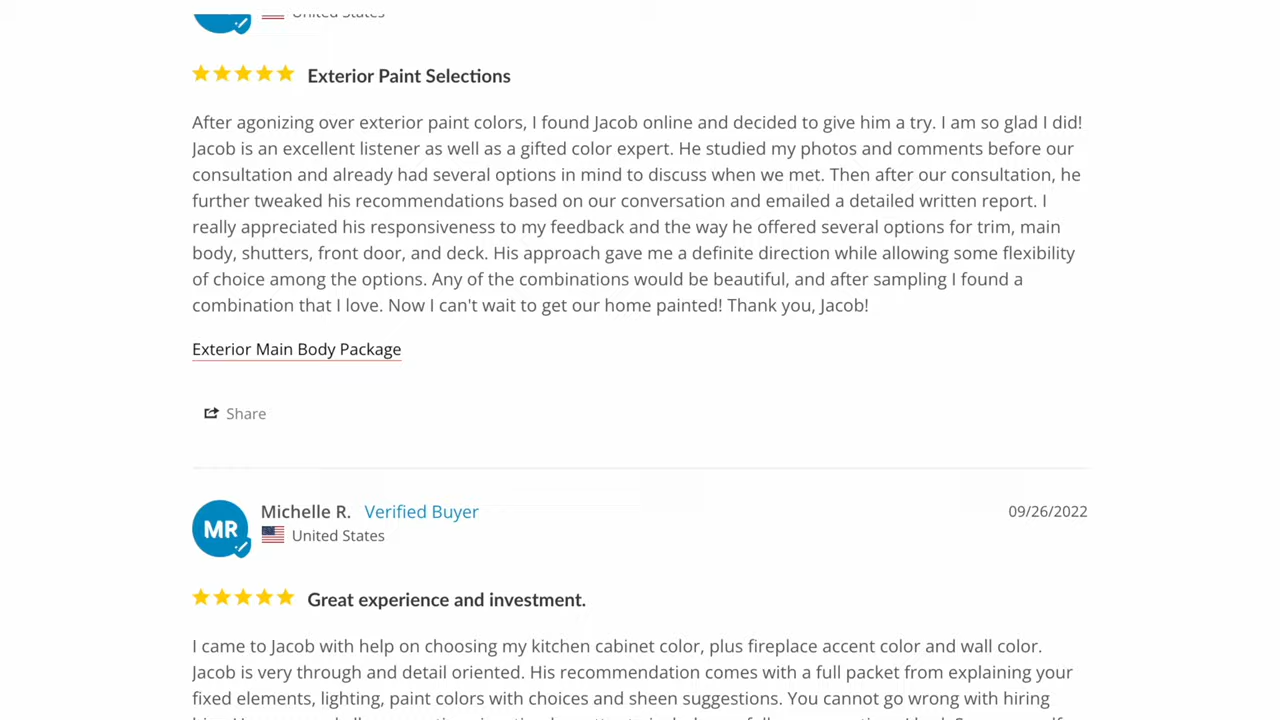 United States
Exterior Paint Selections
After agonizing over exterior paint colors, I found Jacob online and decided to give him a try. I am so glad I did!
Jacob is an excellent listener as well as a gifted color expert. He studied my photos and comments before our
consultation and already had several options in mind to discuss when we met. Then after our consultation, he
further tweaked his recommendations based on our conversation and emailed a detailed written report. I
really appreciated his responsiveness to my feedback and the way he offered several options for trim, main
body, shutters, front door, and deck. His approach gave me a definite direction while allowing some flexibility
of choice among the options. Any of the combinations would be beautiful, and after sampling I found a
combination that I love. Now I can't wait to get our home painted! Thank you, Jacob!
Exterior Main Body Package
Share
MR Michelle R. Verified Buyer 09/26/2022
United States
Great experience and investment.
I came to Jacob with help on choosing my kitchen cabinet color, plus fireplace accent color and wall color.
Jacob is very through and detail oriented. His recommendation comes with a full packet from explaining your
fixed elements, lighting, paint colors with choices and sheen suggestions. You cannot go wrong with hiring